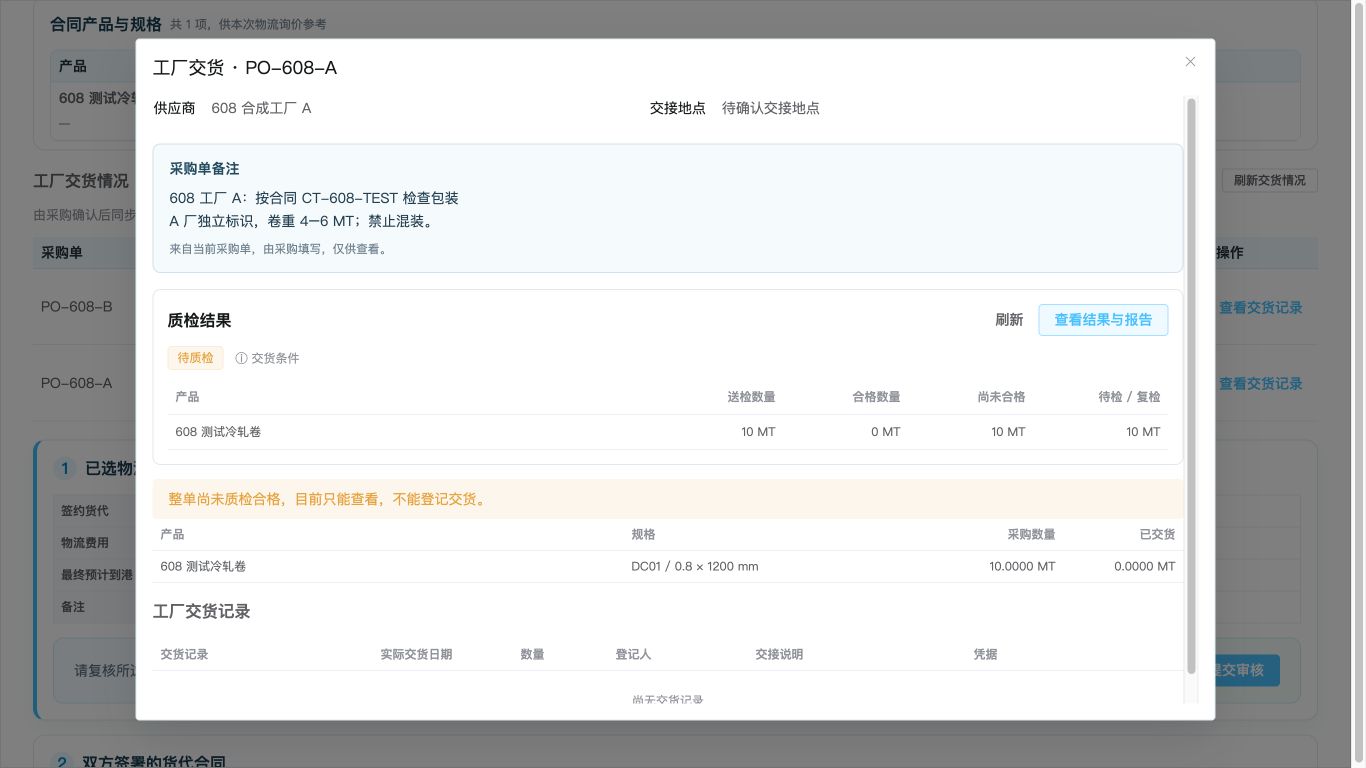 合同产品与规格 共 1 项，供本次物流询价参考
产品
608 测试冷轧
—
工厂交货情况
刷新交货情况
由采购确认后同步
采购单
操作
PO-608-B
查看交货记录
PO-608-A
查看交货记录
工厂交货 · PO-608-A
供应商 608 合成工厂 A
交接地点 待确认交接地点
采购单备注
608 工厂 A：按合同 CT-608-TEST 检查包装
A 厂独立标识，卷重 4—6 MT；禁止混装。
来自当前采购单，由采购填写，仅供查看。
质检结果
刷新 查看结果与报告
待质检 ⓘ 交货条件
产品 送检数量 合格数量 尚未合格 待检 / 复检
608 测试冷轧卷 10 MT 0 MT 10 MT 10 MT
整单尚未质检合格，目前只能查看，不能登记交货。
产品 规格 采购数量 已交货
608 测试冷轧卷 DC01 / 0.8 × 1200 mm 10.0000 MT 0.0000 MT
工厂交货记录
交货记录 实际交货日期 数量 登记人 交接说明 凭据
尚无交货记录
1 已选物
签约货代
物流费用
最终预计到港
备注
请复核所
提交审核
2 双方签署的货代合同